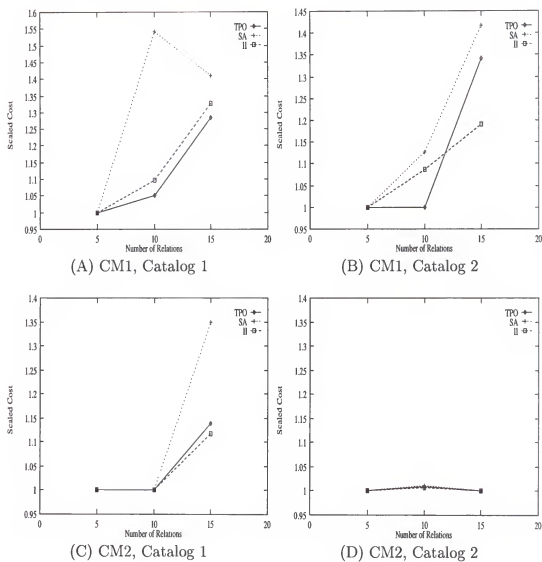 1.6
1.55
1.5
1.45
1.4
1.35
1.3
1.25
1.2
1.15
1.1
1.05
1
0.95
Scaled Cost
TPO
SA
II
0 5 10 15 20
Number of Relations
(A) CM1, Catalog 1
1.45
1.4
1.35
1.3
1.25
1.2
1.15
1.1
1.05
1
0.95
Scaled Cost
TPO
SA
II
0 5 10 15 20
Number of Relations
(B) CM1, Catalog 2
1.4
1.35
1.3
1.25
1.2
1.15
1.1
1.05
1
0.95
Scaled Cost
TPO
SA
II
0 5 10 15 20
Number of Relations
(C) CM2, Catalog 1
1.4
1.35
1.3
1.25
1.2
1.15
1.1
1.05
1
0.95
Scaled Cost
TPO
SA
II
0 5 10 15 20
Number of Relations
(D) CM2, Catalog 2